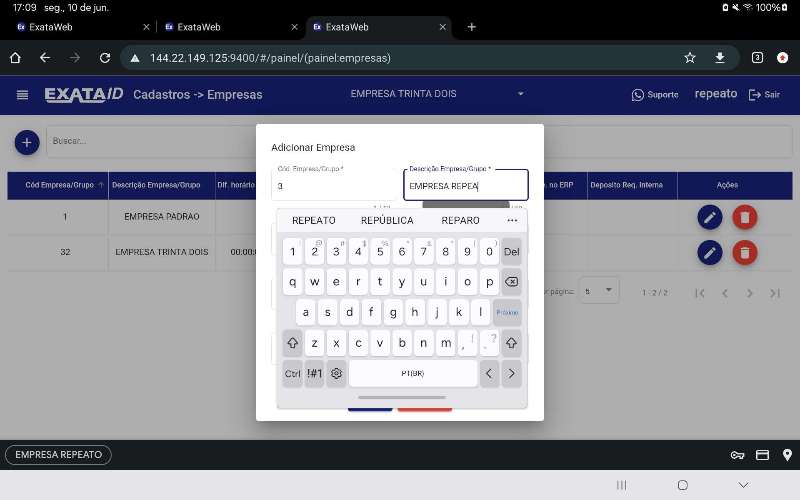 17:09 seg., 10 de jun. 100%
ExataWeb ExataWeb ExataWeb
144.22.149.125:9400/#/painel/(painel:empresas) 3
EXATA/ID Cadastros -> Empresas EMPRESA TRINTA DOIS Suporte repeato Sair
Buscar...
Adicionar Empresa
Cód. Empresa/Grupo * Descrição Empresa/Grupo *
3 EMPRESA REPEA
Cód Empresa/Grupo Descrição Empresa/Grupo Dif. horário no ERP Deposito Req. Interna Ações
1 EMPRESA PADRAO
32 EMPRESA TRINTA DOIS 00:00:
página: 5 1 - 2 / 2
REPEATO REPÚBLICA REPARO ...
1 2 3 4 5 6 7 8 9 0 Del
q w e r t y u i o p
a s d f g h j k l Próximo
z x c v b n m , ! . ?
Ctrl !#1 PT(BR) < >
EMPRESA REPEATO